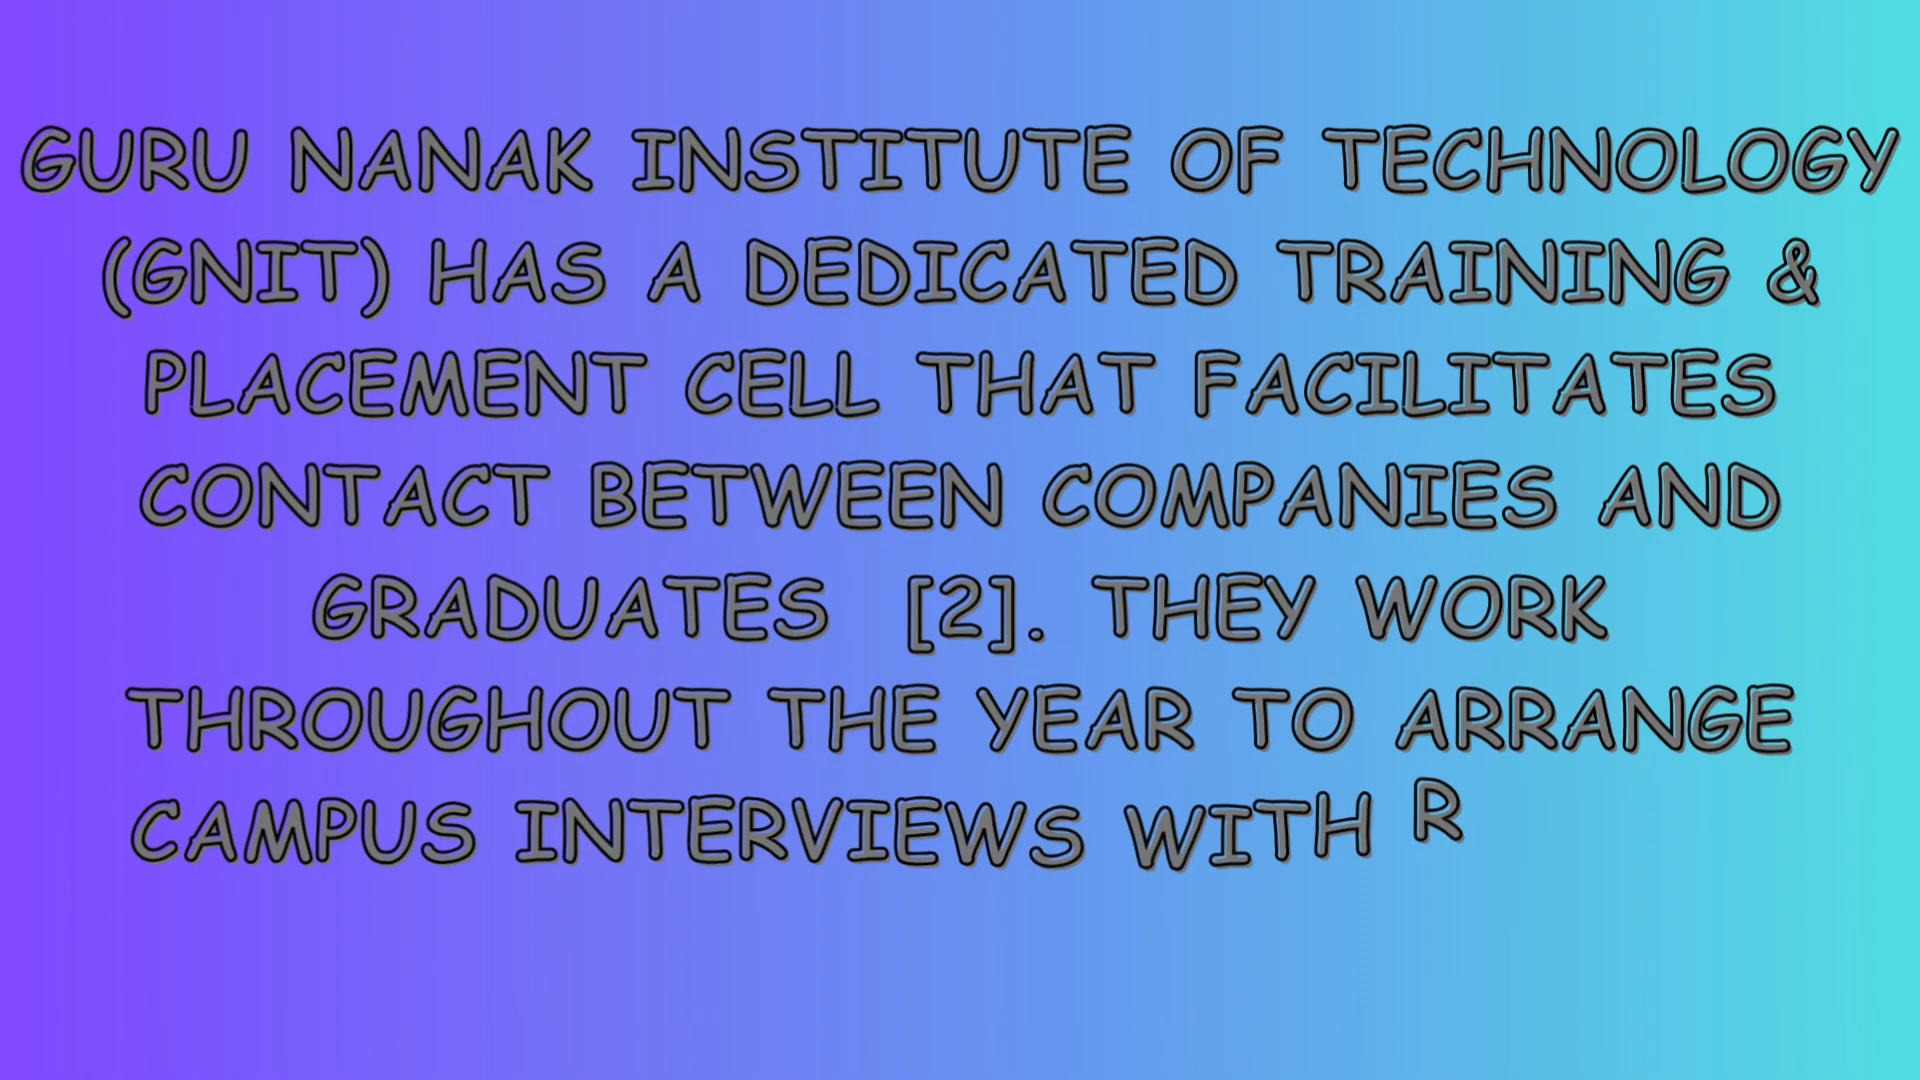 GURU NANAK INSTITUTE OF TECHNOLOGY
(GNIT) HAS A DEDICATED TRAINING &
PLACEMENT CELL THAT FACILITATES
CONTACT BETWEEN COMPANIES AND
GRADUATES [2]. THEY WORK
THROUGHOUT THE YEAR TO ARRANGE
CAMPUS INTERVIEWS WITH R